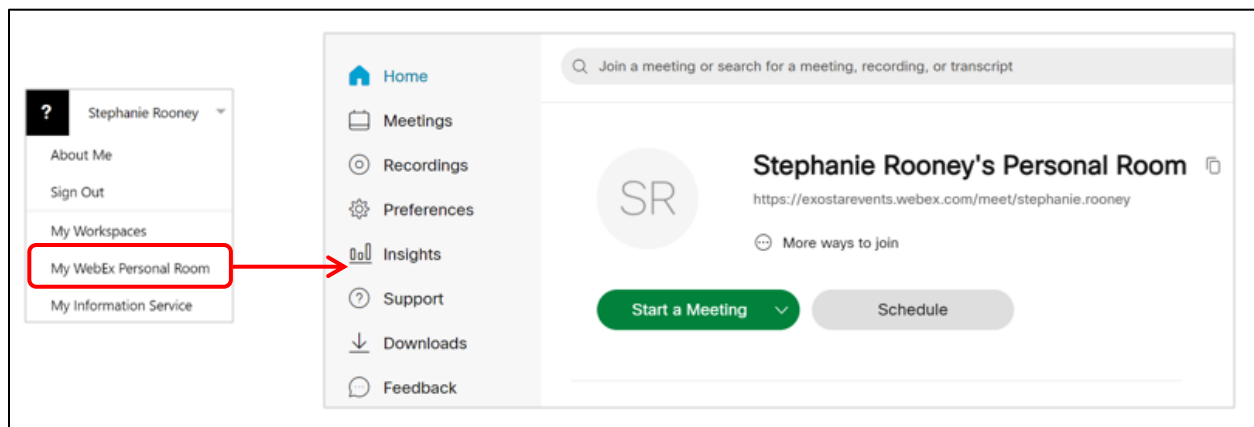 ? Stephanie Rooney
About Me
Sign Out
My Workspaces
My WebEx Personal Room
My Information Service
Home
Meetings
Recordings
Preferences
Insights
Support
Downloads
Feedback
Join a meeting or search for a meeting, recording, or transcript
SR
Stephanie Rooney's Personal Room
https://exostarevents.webex.com/meet/stephanie.rooney
More ways to join
Start a Meeting
Schedule